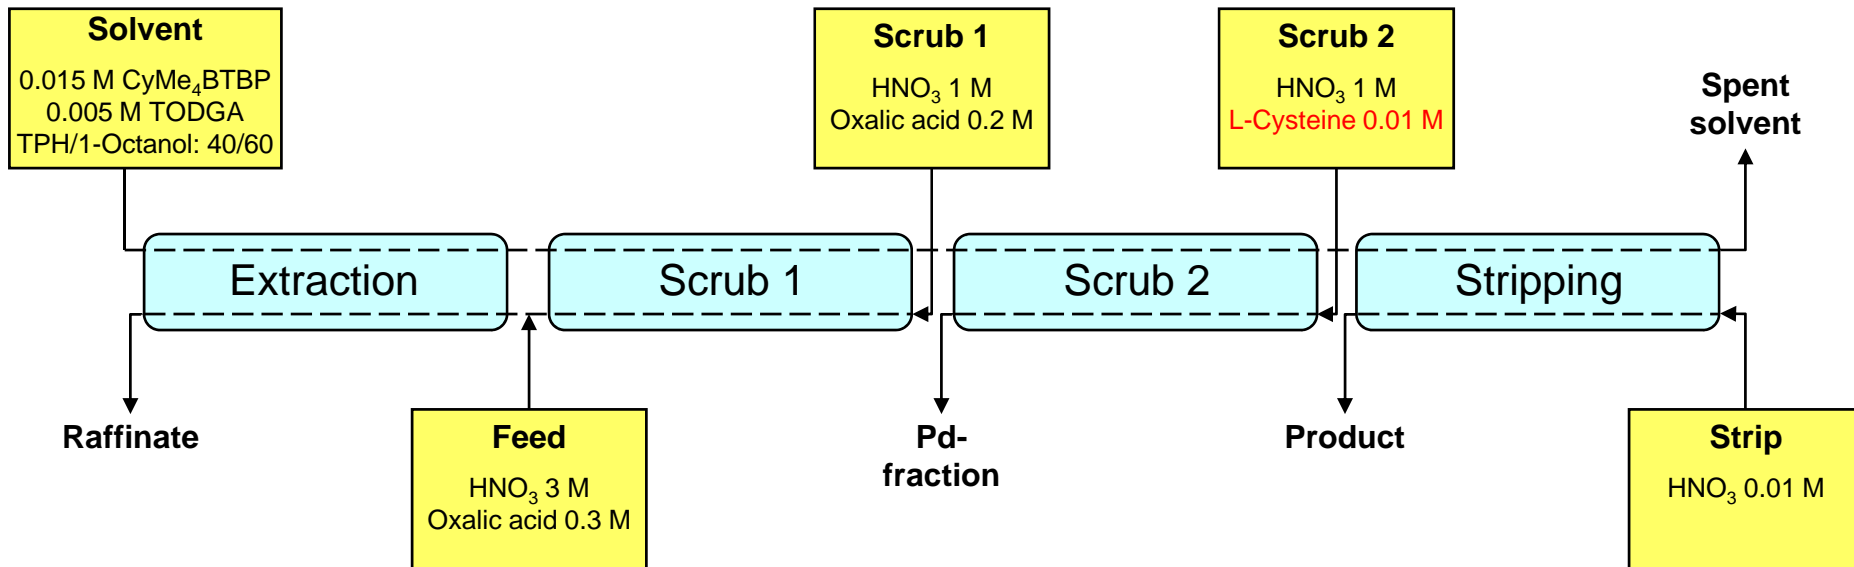 Solvent
0.015 M CyMe₄BTBP
0.005 M TODGA
TPH/1-Octanol: 40/60
Scrub 1
HNO₃ 1 M
Oxalic acid 0.2 M
Scrub 2
HNO₃ 1 M
L-Cysteine 0.01 M
Spent
solvent
Extraction
Scrub 1
Scrub 2
Stripping
Raffinate
Feed
HNO₃ 3 M
Oxalic acid 0.3 M
Pd-
fraction
Product
Strip
HNO₃ 0.01 M